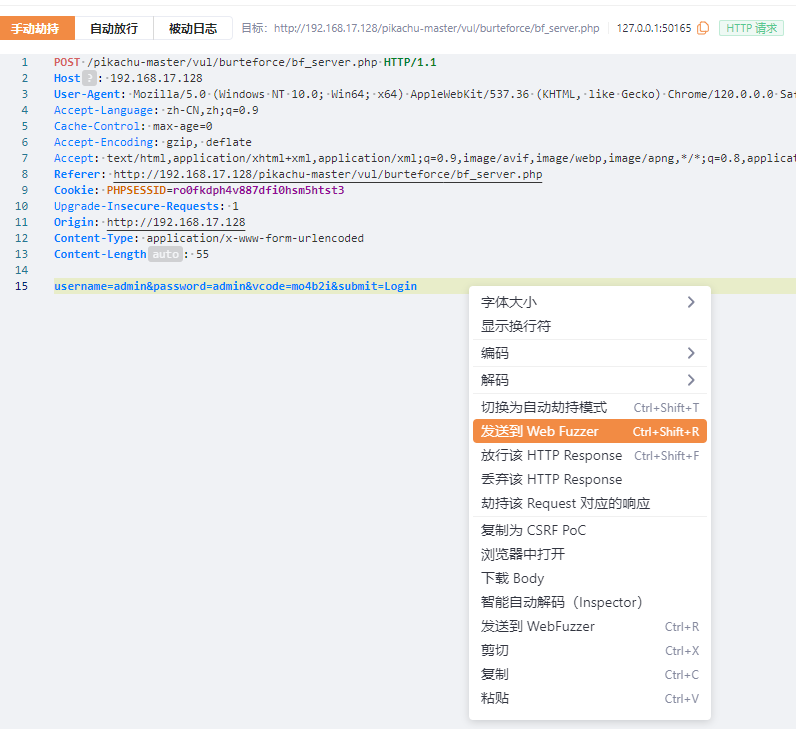 手动劫持 自动放行 被动日志 目标: http://192.168.17.128/pikachu-master/vul/burteforce/bf_server.php 127.0.0.1:50165 HTTP 请求
1 POST /pikachu-master/vul/burteforce/bf_server.php HTTP/1.1
2 Host ? : 192.168.17.128
3 User-Agent: Mozilla/5.0 (Windows NT 10.0; Win64; x64) AppleWebKit/537.36 (KHTML, like Gecko) Chrome/120.0.0.0 Saf
4 Accept-Language: zh-CN,zh;q=0.9
5 Cache-Control: max-age=0
6 Accept-Encoding: gzip, deflate
7 Accept: text/html,application/xhtml+xml,application/xml;q=0.9,image/avif,image/webp,image/apng,*/*;q=0.8,applicat
8 Referer: http://192.168.17.128/pikachu-master/vul/burteforce/bf_server.php
9 Cookie: PHPSESSID=ro0fkdph4v887dfi0hsm5htst3
10 Upgrade-Insecure-Requests: 1
11 Origin: http://192.168.17.128
12 Content-Type: application/x-www-form-urlencoded
13 Content-Length auto : 55
14
15 username=admin&password=admin&vcode=mo4b2i&submit=Login
字体大小
显示换行符
编码
解码
切换为自动劫持模式 Ctrl+Shift+T
发送到 Web Fuzzer Ctrl+Shift+R
放行该 HTTP Response Ctrl+Shift+F
丢弃该 HTTP Response
劫持该 Request 对应的响应
复制为 CSRF PoC
浏览器中打开
下载 Body
智能自动解码（Inspector）
发送到 WebFuzzer Ctrl+R
剪切 Ctrl+X
复制 Ctrl+C
粘贴 Ctrl+V